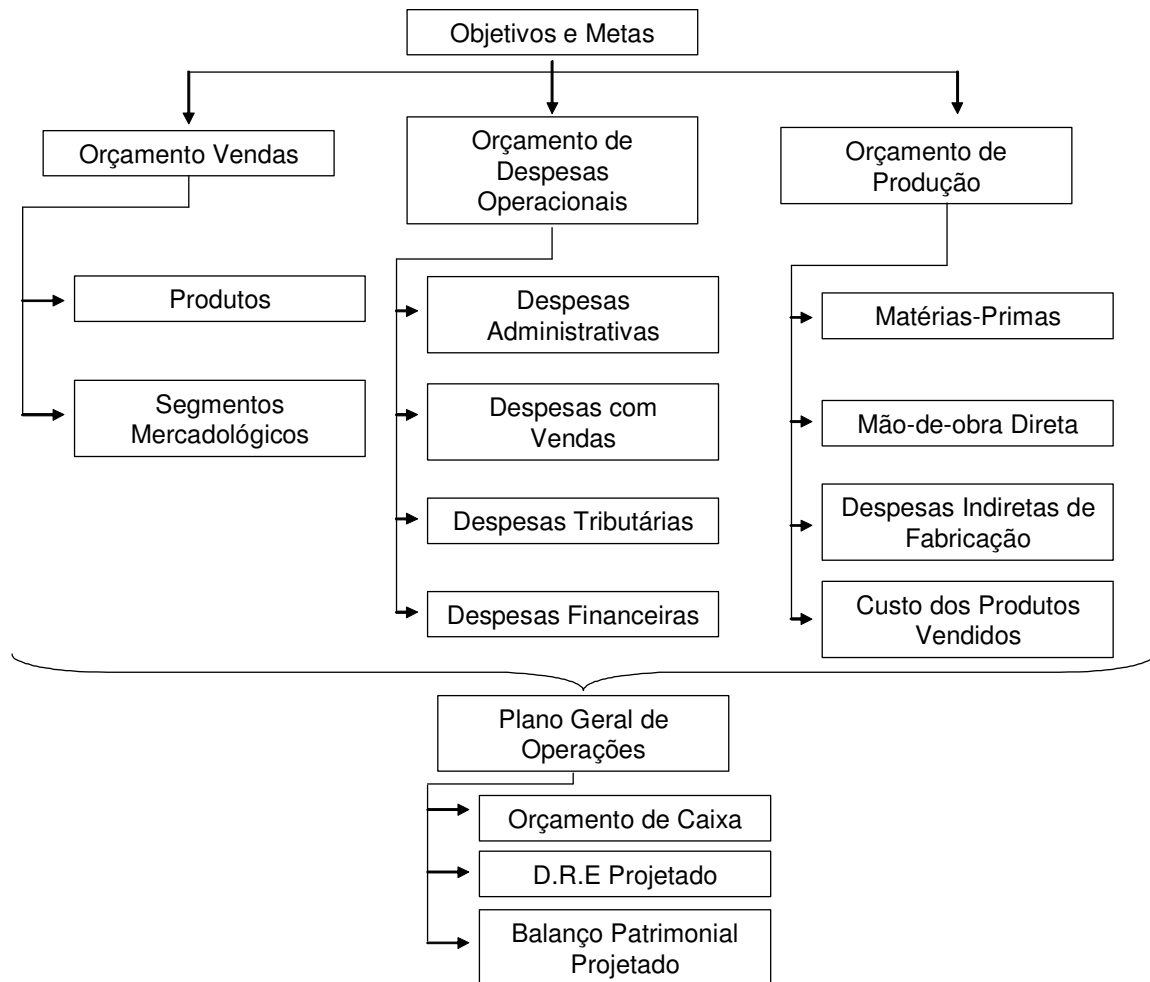 Objetivos e Metas
Orçamento Vendas
Produtos
Segmentos
Mercadológicos
Orçamento de
Despesas
Operacionais
Despesas
Administrativas
Despesas com
Vendas
Despesas Tributárias
Despesas Financeiras
Orçamento de
Produção
Matérias-Primas
Mão-de-obra Direta
Despesas Indiretas de
Fabricação
Custo dos Produtos
Vendidos
Plano Geral de
Operações
Orçamento de Caixa
D.R.E Projetado
Balanço Patrimonial
Projetado